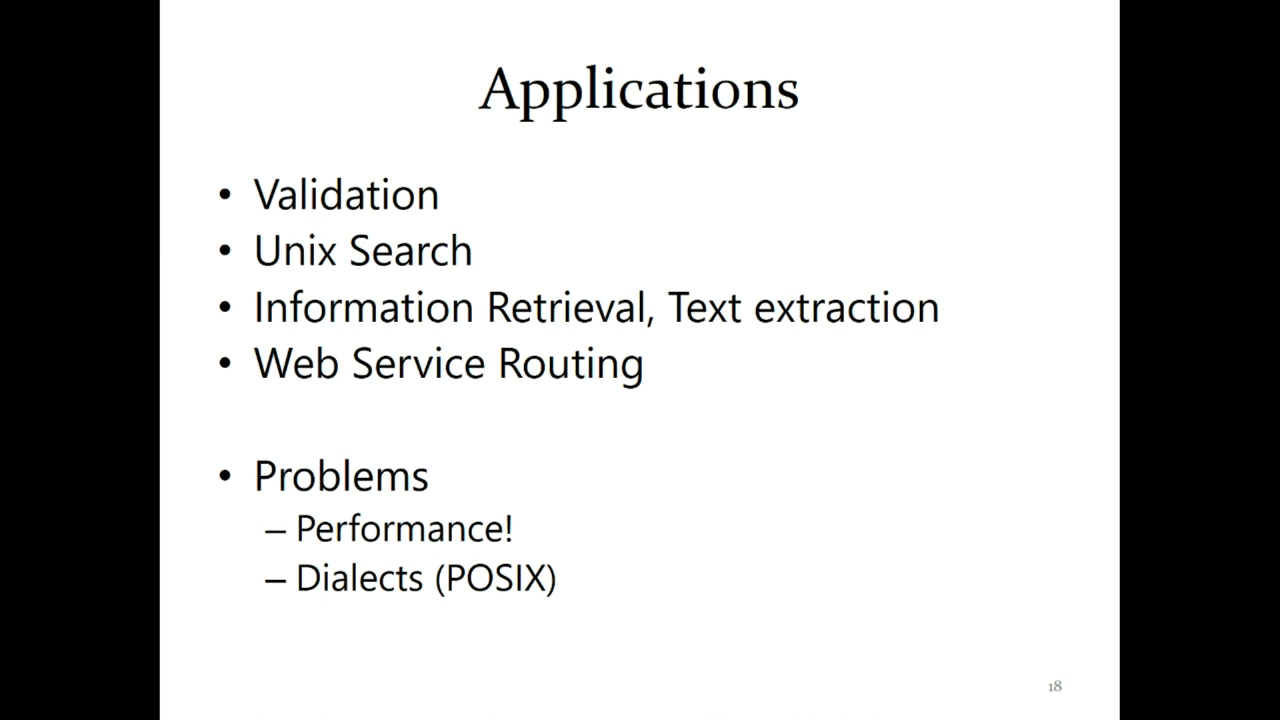 Applications
• Validation
• Unix Search
• Information Retrieval, Text extraction
• Web Service Routing
• Problems
– Performance!
– Dialects (POSIX)
18